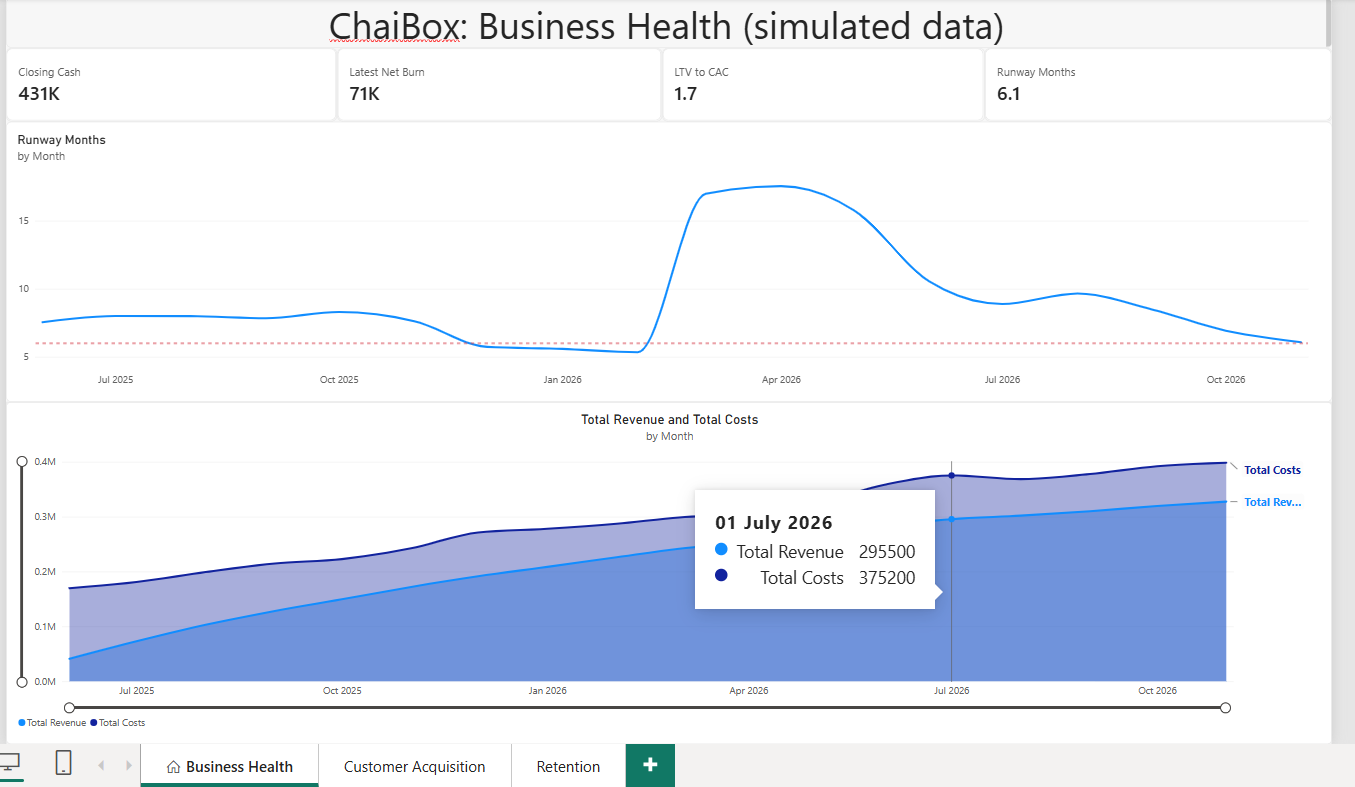 ChaiBox: Business Health (simulated data)
Closing Cash
431K
Latest Net Burn
71K
LTV to CAC
1.7
Runway Months
6.1
Runway Months
by Month
15
10
5
Jul 2025
Oct 2025
Jan 2026
Apr 2026
Jul 2026
Oct 2026
Total Revenue and Total Costs
by Month
0.4M
0.3M
0.2M
0.1M
0.0M
Total Costs
Total Rev...
01 July 2026
Total Revenue 295500
Total Costs 375200
Jul 2025
Oct 2025
Jan 2026
Apr 2026
Jul 2026
Oct 2026
Total Revenue Total Costs
Business Health
Customer Acquisition
Retention